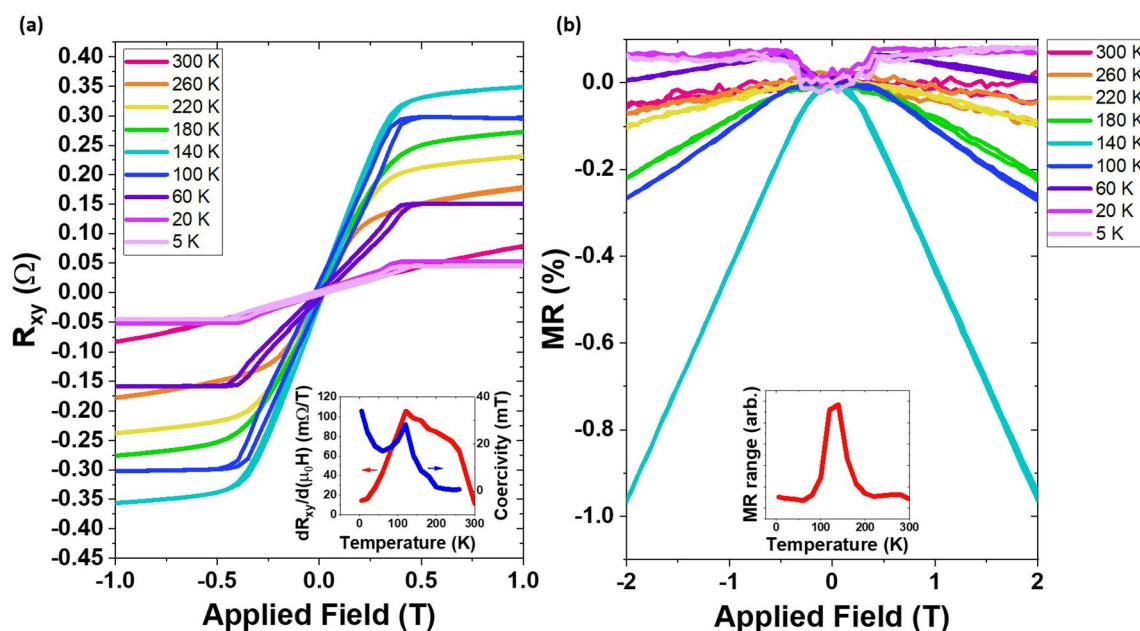 (a)
0.40
0.35
0.30
0.25
0.20
0.15
0.10
0.05
0.00
-0.05
-0.10
-0.15
-0.20
-0.25
-0.30
-0.35
-0.40
-0.45
Rxy (Ω)
300 K
260 K
220 K
180 K
140 K
100 K
60 K
20 K
5 K
120
100
80
60
40
20
0
dRxy/d(μ0H) (mΩ/T)
40
20
0
Coercivity (mT)
0 100 200 300
Temperature (K)
-1.0 -0.5 0.0 0.5 1.0
Applied Field (T)
(b)
0.0
-0.2
-0.4
-0.6
-0.8
-1.0
MR (%)
300 K
260 K
220 K
180 K
140 K
100 K
60 K
20 K
5 K
MR range (arb.)
0 100 200 300
Temperature (K)
-2 -1 0 1 2
Applied Field (T)